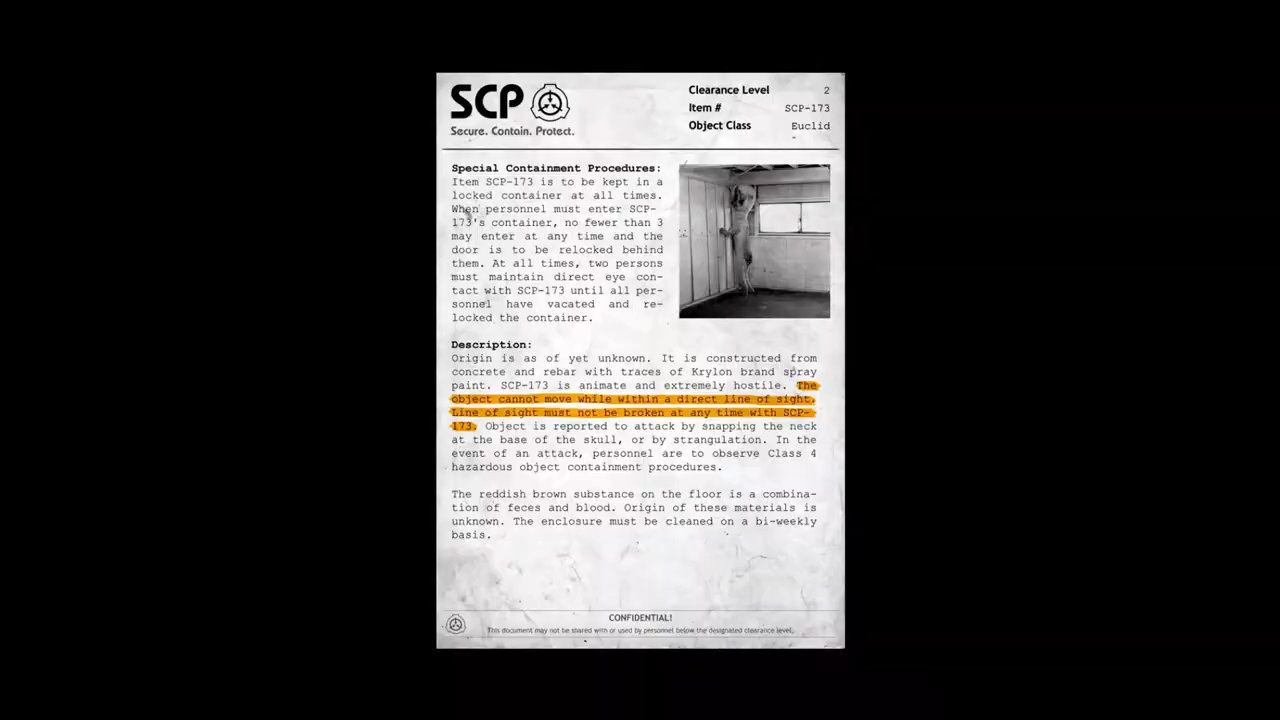 SCP
Secure. Contain. Protect.
Clearance Level 2
Item # SCP-173
Object Class Euclid
Special Containment Procedures:
Item SCP-173 is to be kept in a
locked container at all times.
When personnel must enter SCP-
173's container, no fewer than 3
may enter at any time and the
door is to be relocked behind
them. At all times, two persons
must maintain direct eye con-
tact with SCP-173 until all per-
sonnel have vacated and re-
locked the container.
Description:
Origin is as of yet unknown. It is constructed from
concrete and rebar with traces of Krylon brand spray
paint. SCP-173 is animate and extremely hostile. The
object cannot move while within a direct line of sight.
Line of sight must not be broken at any time with SCP-
173. Object is reported to attack by snapping the neck
at the base of the skull, or by strangulation. In the
event of an attack, personnel are to observe Class 4
hazardous object containment procedures.
The reddish brown substance on the floor is a combina-
tion of feces and blood. Origin of these materials is
unknown. The enclosure must be cleaned on a bi-weekly
basis.
CONFIDENTIAL!
This document may not be shared with or used by personnel below the designated clearance level.